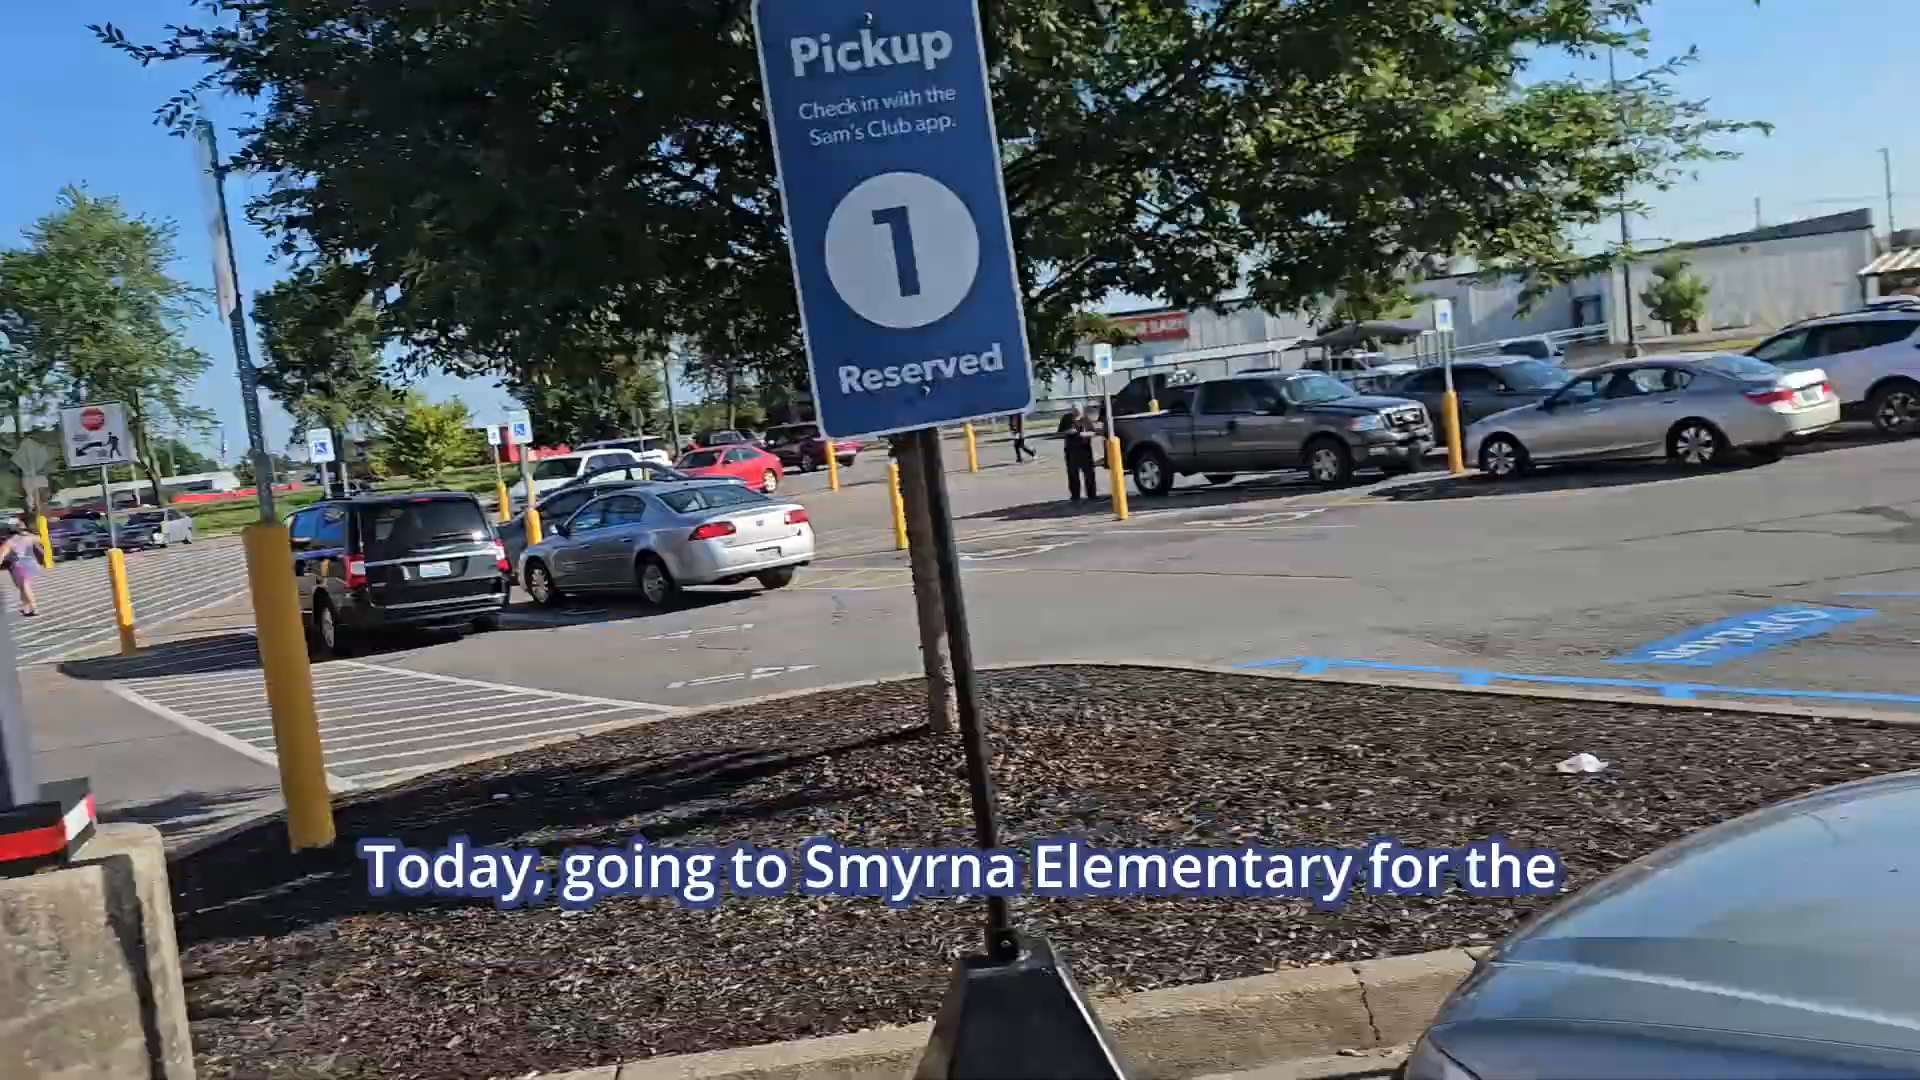 Pickup
Check in with the
Sam's Club app.
1
Reserved
Today, going to Smyrna Elementary for the